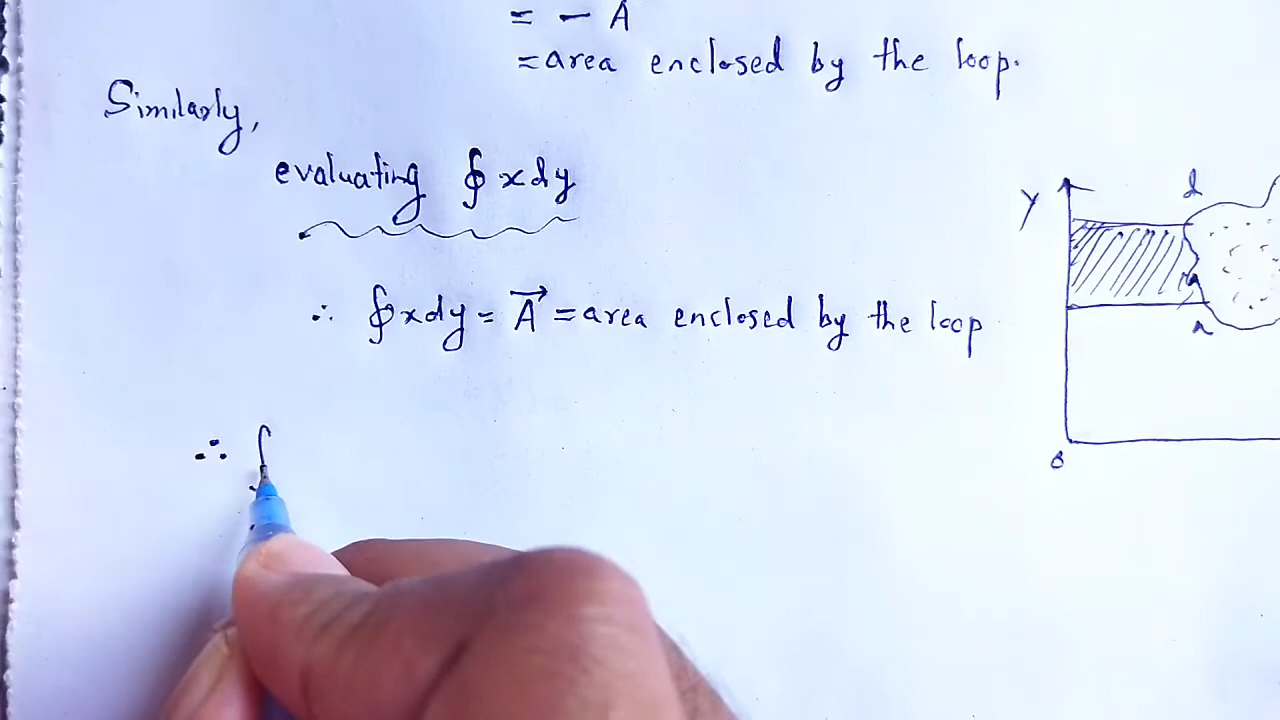 = - A
= area enclosed by the loop.
Similarly,
evaluating ∮ x dy
∴ ∮ x dy = A⃗ = area enclosed by the loop
∴ ∫
y
d
a
o